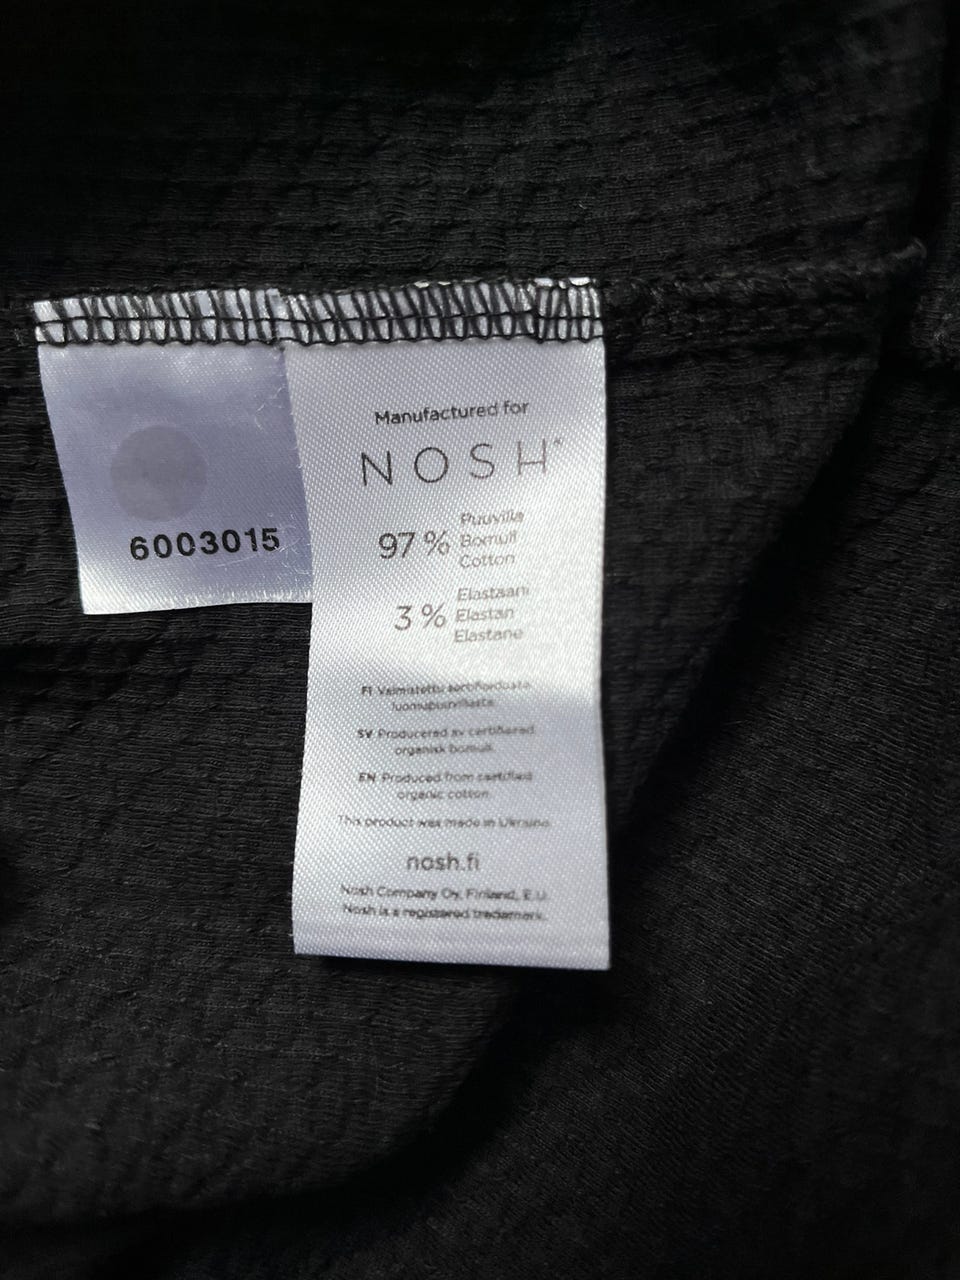 6003015
Manufactured for
NOSH®
97% Puuvilla
Bomull
Cotton
3% Elastaani
Elastan
Elastane
FI Valmistettu sertifioidusta
luomupuuvillasta.
SV Producerad av certifierad
organisk bomull.
EN Produced from certified
organic cotton.
This product was made in Ukraine.
nosh.fi
Nosh Company Oy, Finland, E.U.
Nosh is a registered trademark.